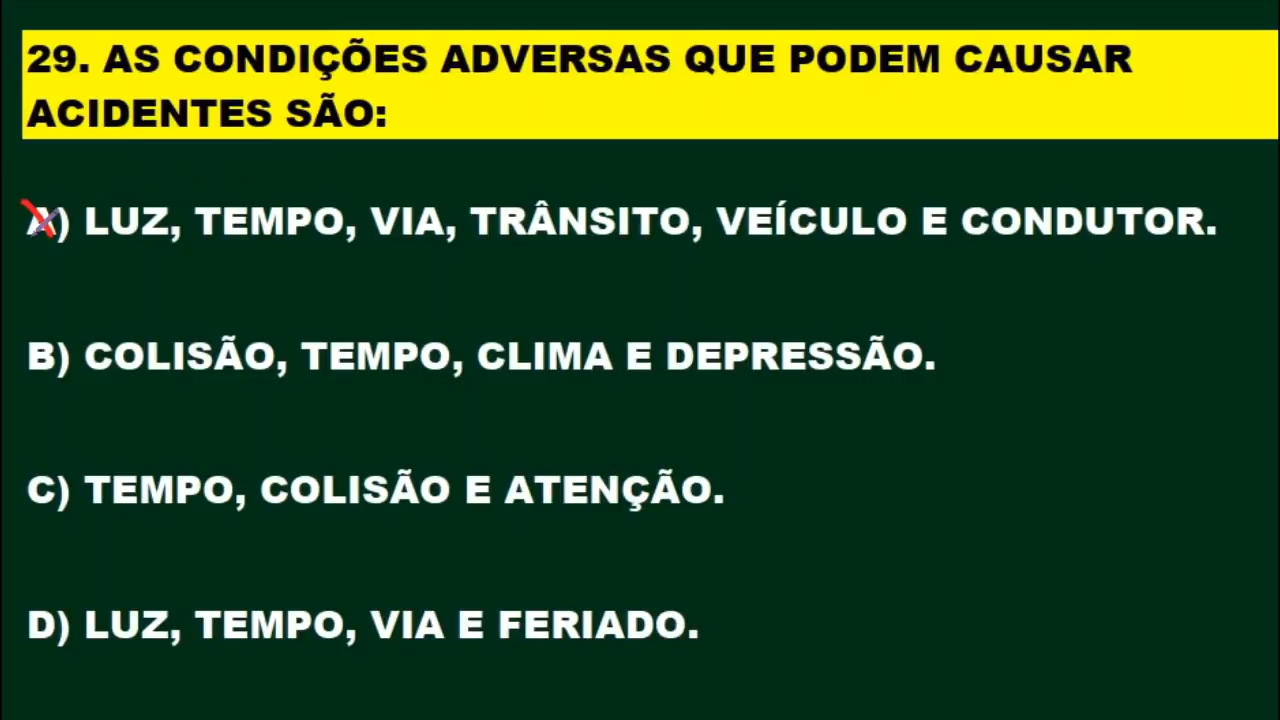 29. AS CONDIÇÕES ADVERSAS QUE PODEM CAUSAR
ACIDENTES SÃO:
A) LUZ, TEMPO, VIA, TRÂNSITO, VEÍCULO E CONDUTOR.
B) COLISÃO, TEMPO, CLIMA E DEPRESSÃO.
C) TEMPO, COLISÃO E ATENÇÃO.
D) LUZ, TEMPO, VIA E FERIADO.